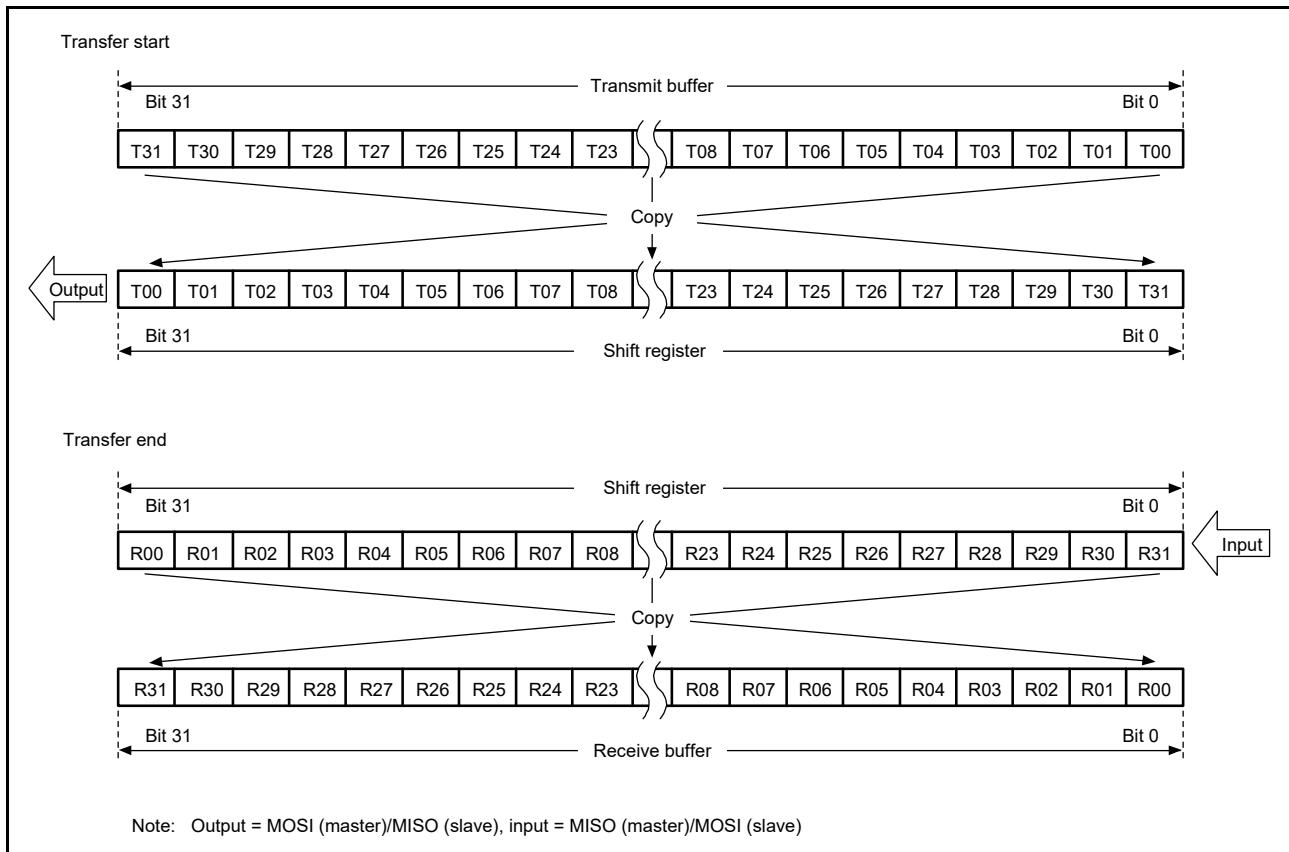 Transfer start
Transmit buffer
Bit 31 Bit 0
T31 T30 T29 T28 T27 T26 T25 T24 T23 T08 T07 T06 T05 T04 T03 T02 T01 T00
Copy
Output T00 T01 T02 T03 T04 T05 T06 T07 T08 T23 T24 T25 T26 T27 T28 T29 T30 T31
Bit 31 Bit 0
Shift register
Transfer end
Shift register
Bit 31 Bit 0
R00 R01 R02 R03 R04 R05 R06 R07 R08 R23 R24 R25 R26 R27 R28 R29 R30 R31 Input
Copy
R31 R30 R29 R28 R27 R26 R25 R24 R23 R08 R07 R06 R05 R04 R03 R02 R01 R00
Bit 31 Bit 0
Receive buffer
Note: Output = MOSI (master)/MISO (slave), input = MISO (master)/MOSI (slave)